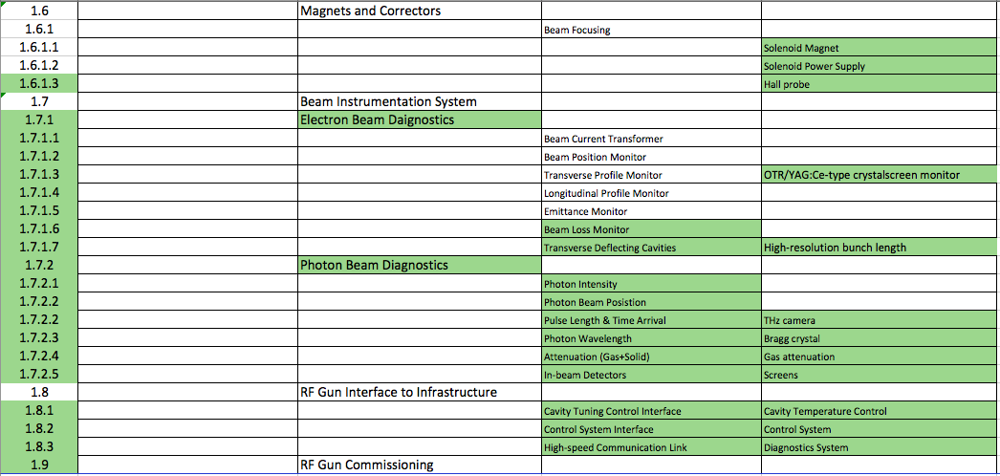 1.6 Magnets and Correctors
1.6.1 Beam Focusing
1.6.1.1 Solenoid Magnet
1.6.1.2 Solenoid Power Supply
1.6.1.3 Hall probe
1.7 Beam Instrumentation System
1.7.1 Electron Beam Daignostics
1.7.1.1 Beam Current Transformer
1.7.1.2 Beam Position Monitor
1.7.1.3 Transverse Profile Monitor OTR/YAG:Ce-type crystalscreen monitor
1.7.1.4 Longitudinal Profile Monitor
1.7.1.5 Emittance Monitor
1.7.1.6 Beam Loss Monitor
1.7.1.7 Transverse Deflecting Cavities High-resolution bunch length
1.7.2 Photon Beam Diagnostics
1.7.2.1 Photon Intensity
1.7.2.2 Photon Beam Posistion
1.7.2.2 Pulse Length & Time Arrival THz camera
1.7.2.3 Photon Wavelength Bragg crystal
1.7.2.4 Attenuation (Gas+Solid) Gas attenuation
1.7.2.5 In-beam Detectors Screens
1.8 RF Gun Interface to Infrastructure
1.8.1 Cavity Tuning Control Interface Cavity Temperature Control
1.8.2 Control System Interface Control System
1.8.3 High-speed Communication Link Diagnostics System
1.9 RF Gun Commissioning